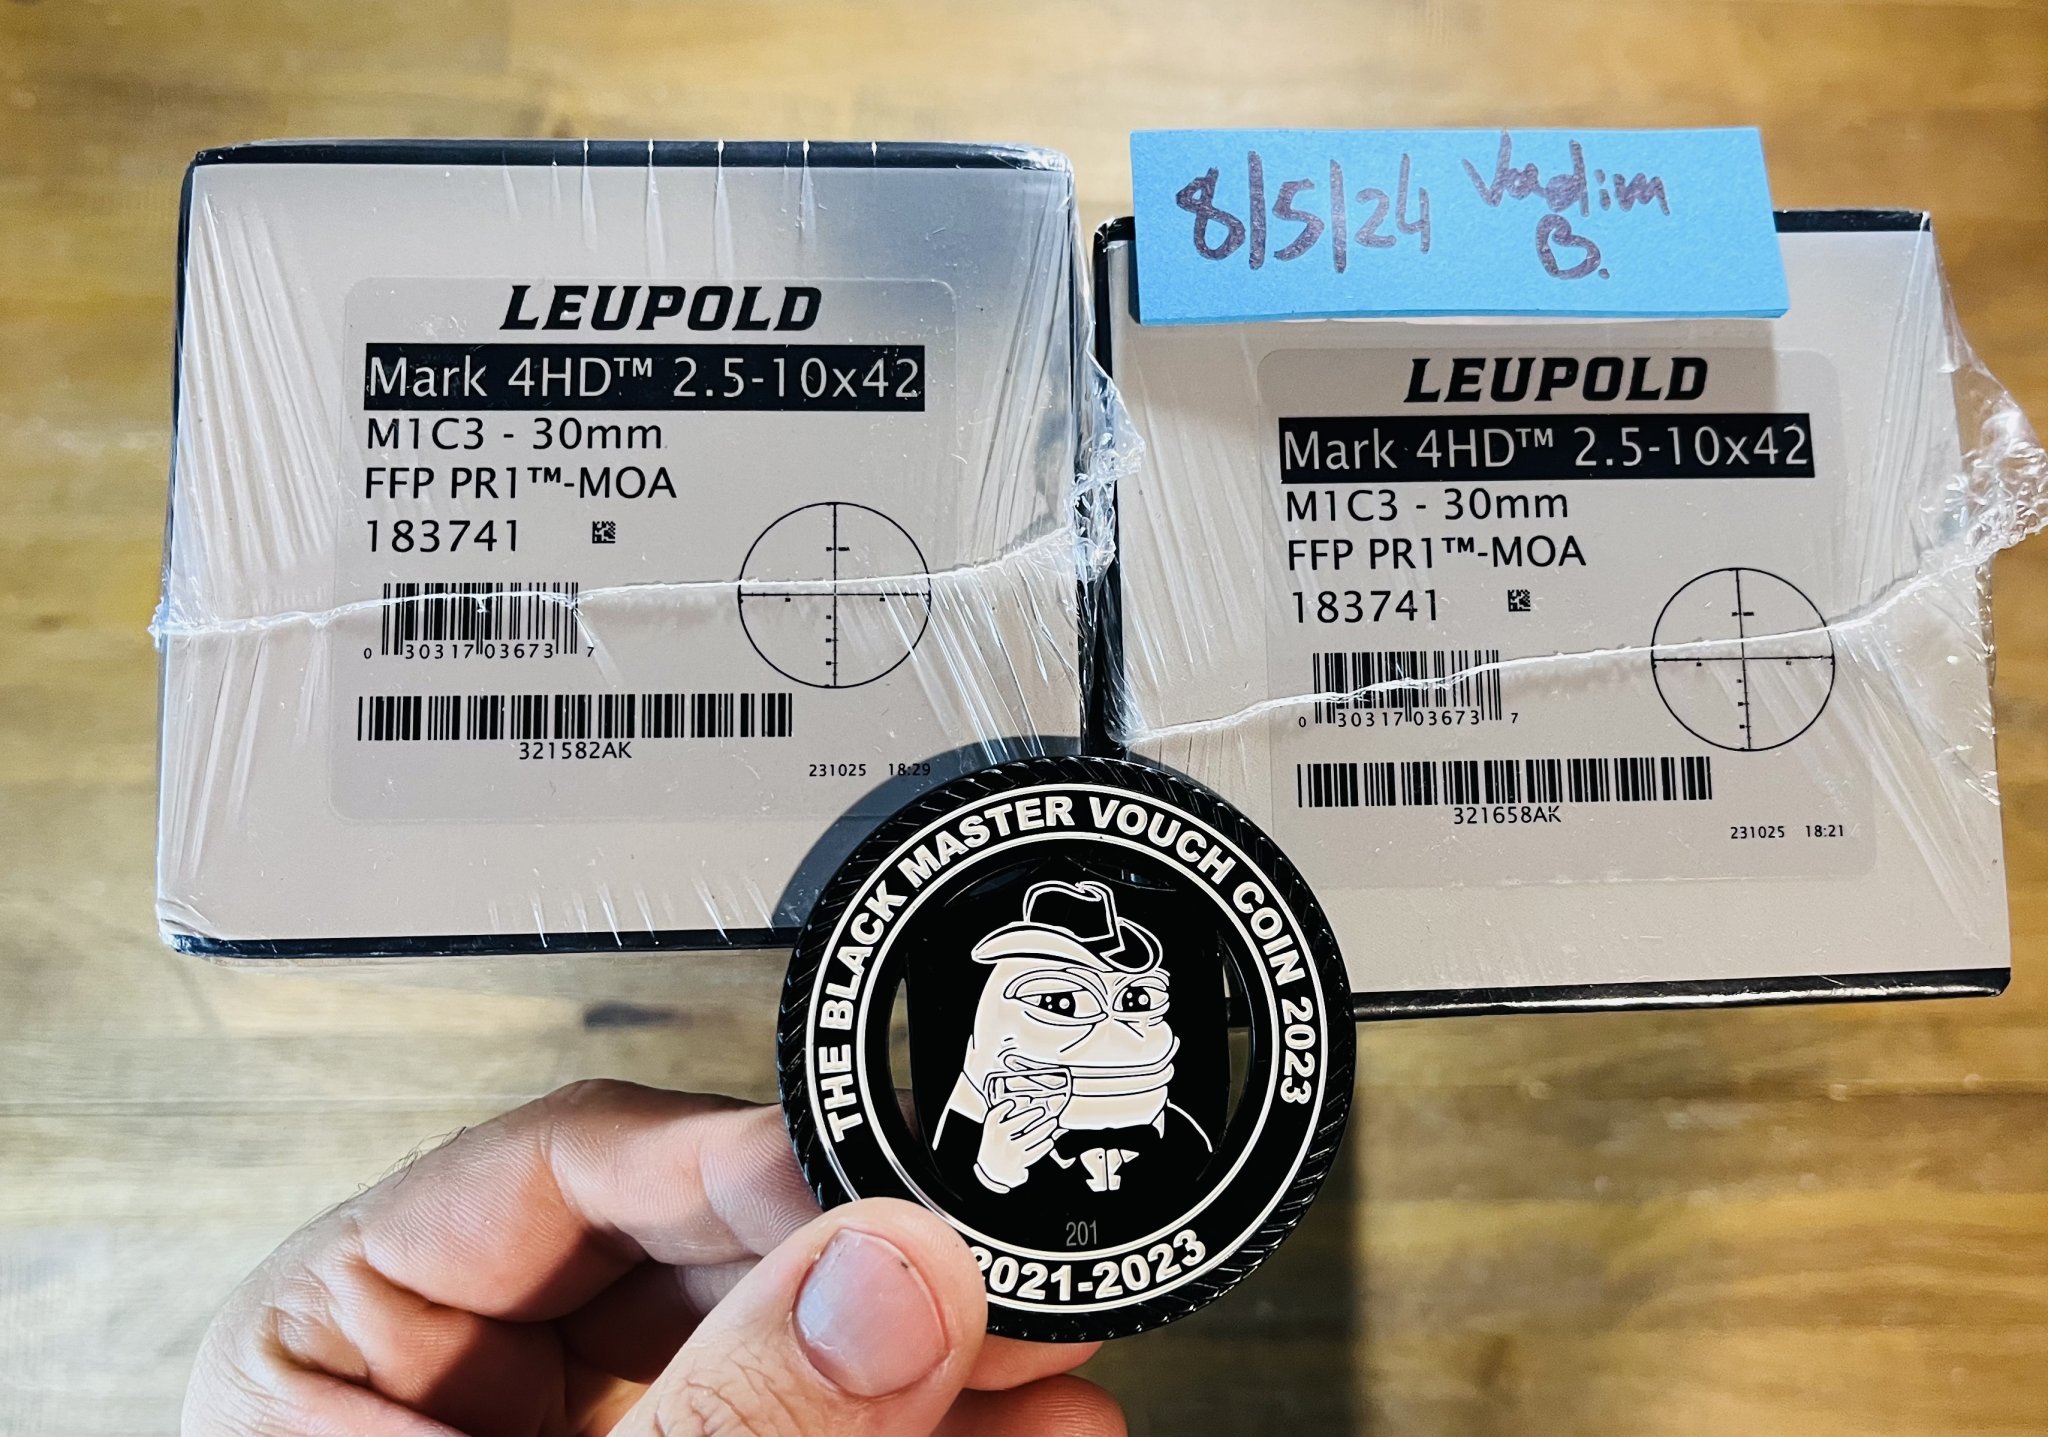 LEUPOLD
Mark 4HD™ 2.5-10x42
M1C3 - 30mm
FFP PR1™-MOA
183741
0 30317 03673 7
321582AK
231025 18:29
8/5/24 Vadim
B.
LEUPOLD
Mark 4HD™ 2.5-10x42
M1C3 - 30mm
FFP PR1™-MOA
183741
0 30317 03673 7
321658AK
231025 18:21
THE BLACK MASTER VOUCH COIN 2023
201
2021-2023